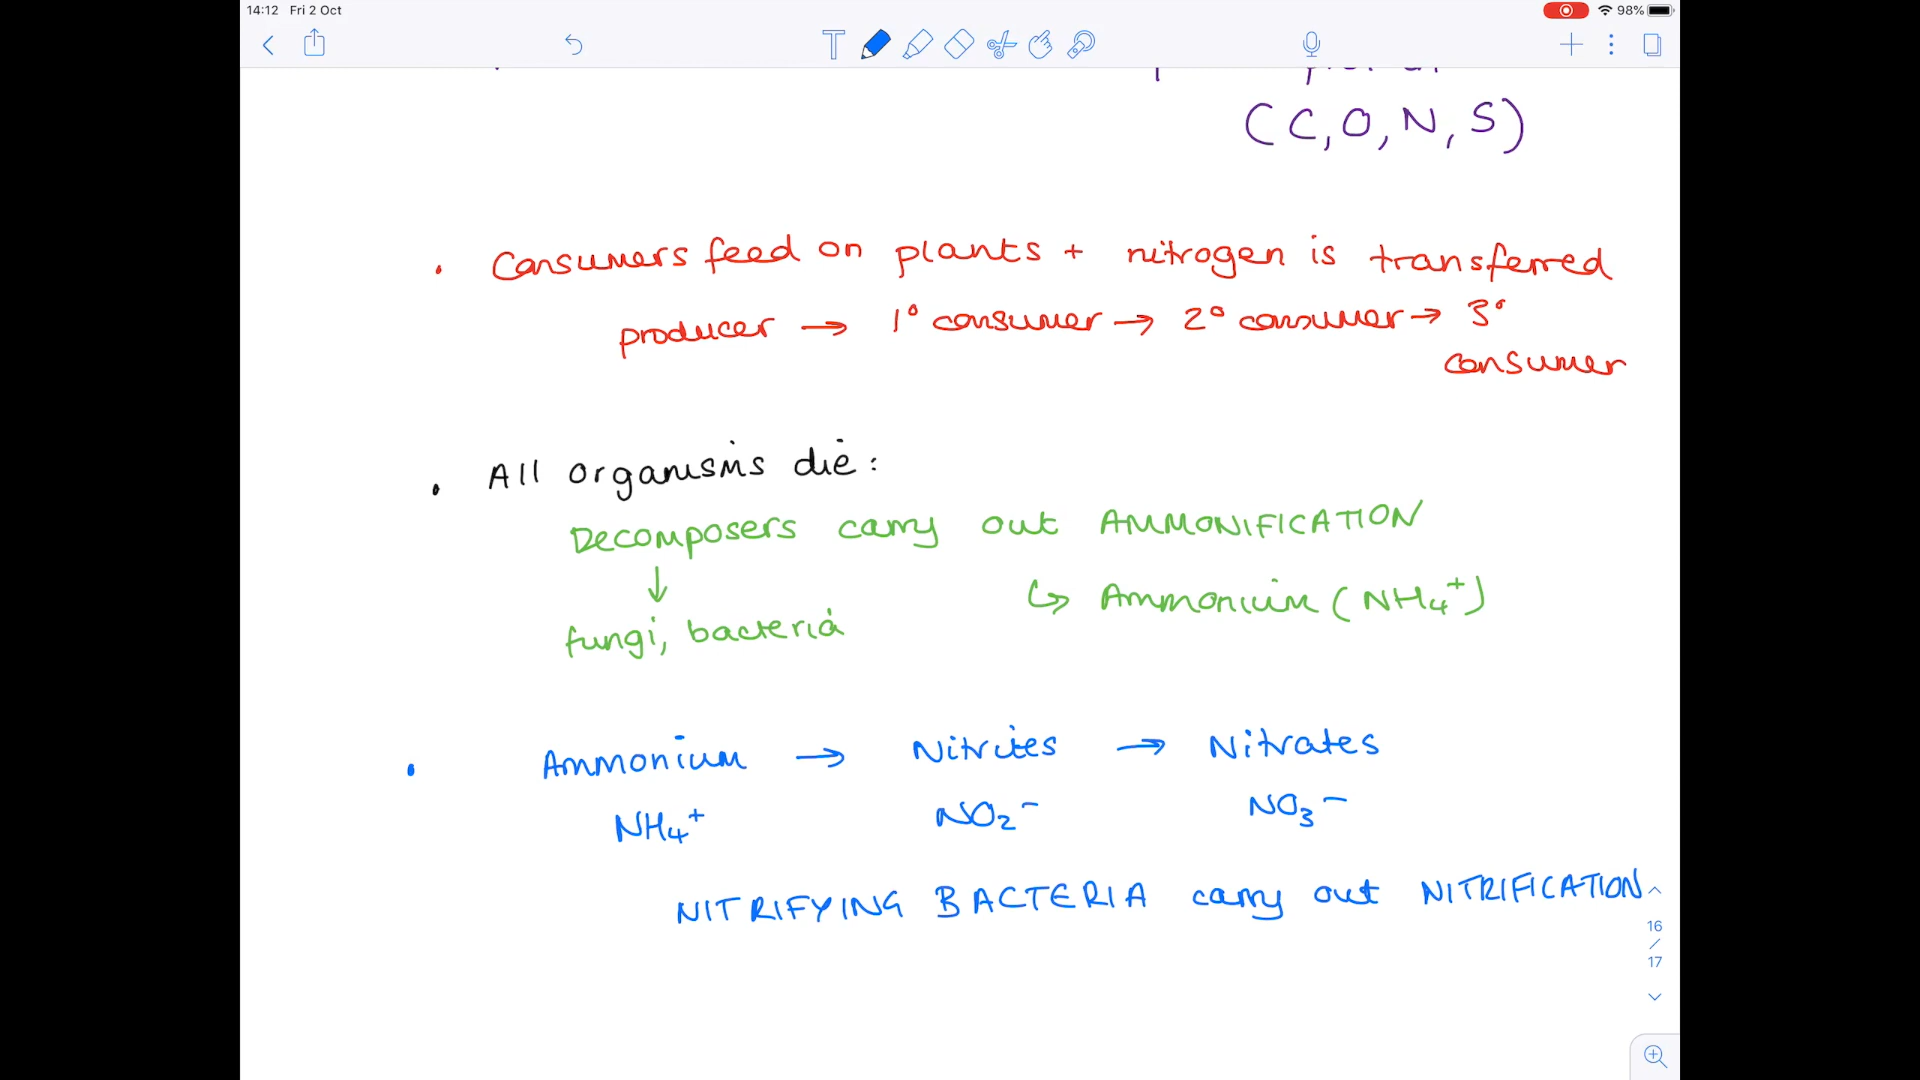 14:12 Fri 2 Oct
98%
T
(C, O, N, S)
• Consumers feed on plants + nitrogen is transferred
producer → 1° consumer → 2° consumer → 3°
consumer
• All organisms die:
Decomposers carry out AMMONIFICATION
↓
↳ Ammonium (NH₄⁺)
fungi, bacteria
• Ammonium → Nitrites → Nitrates
NH₄⁺ NO₂⁻ NO₃⁻
NITRIFYING BACTERIA carry out NITRIFICATION
16
/
17